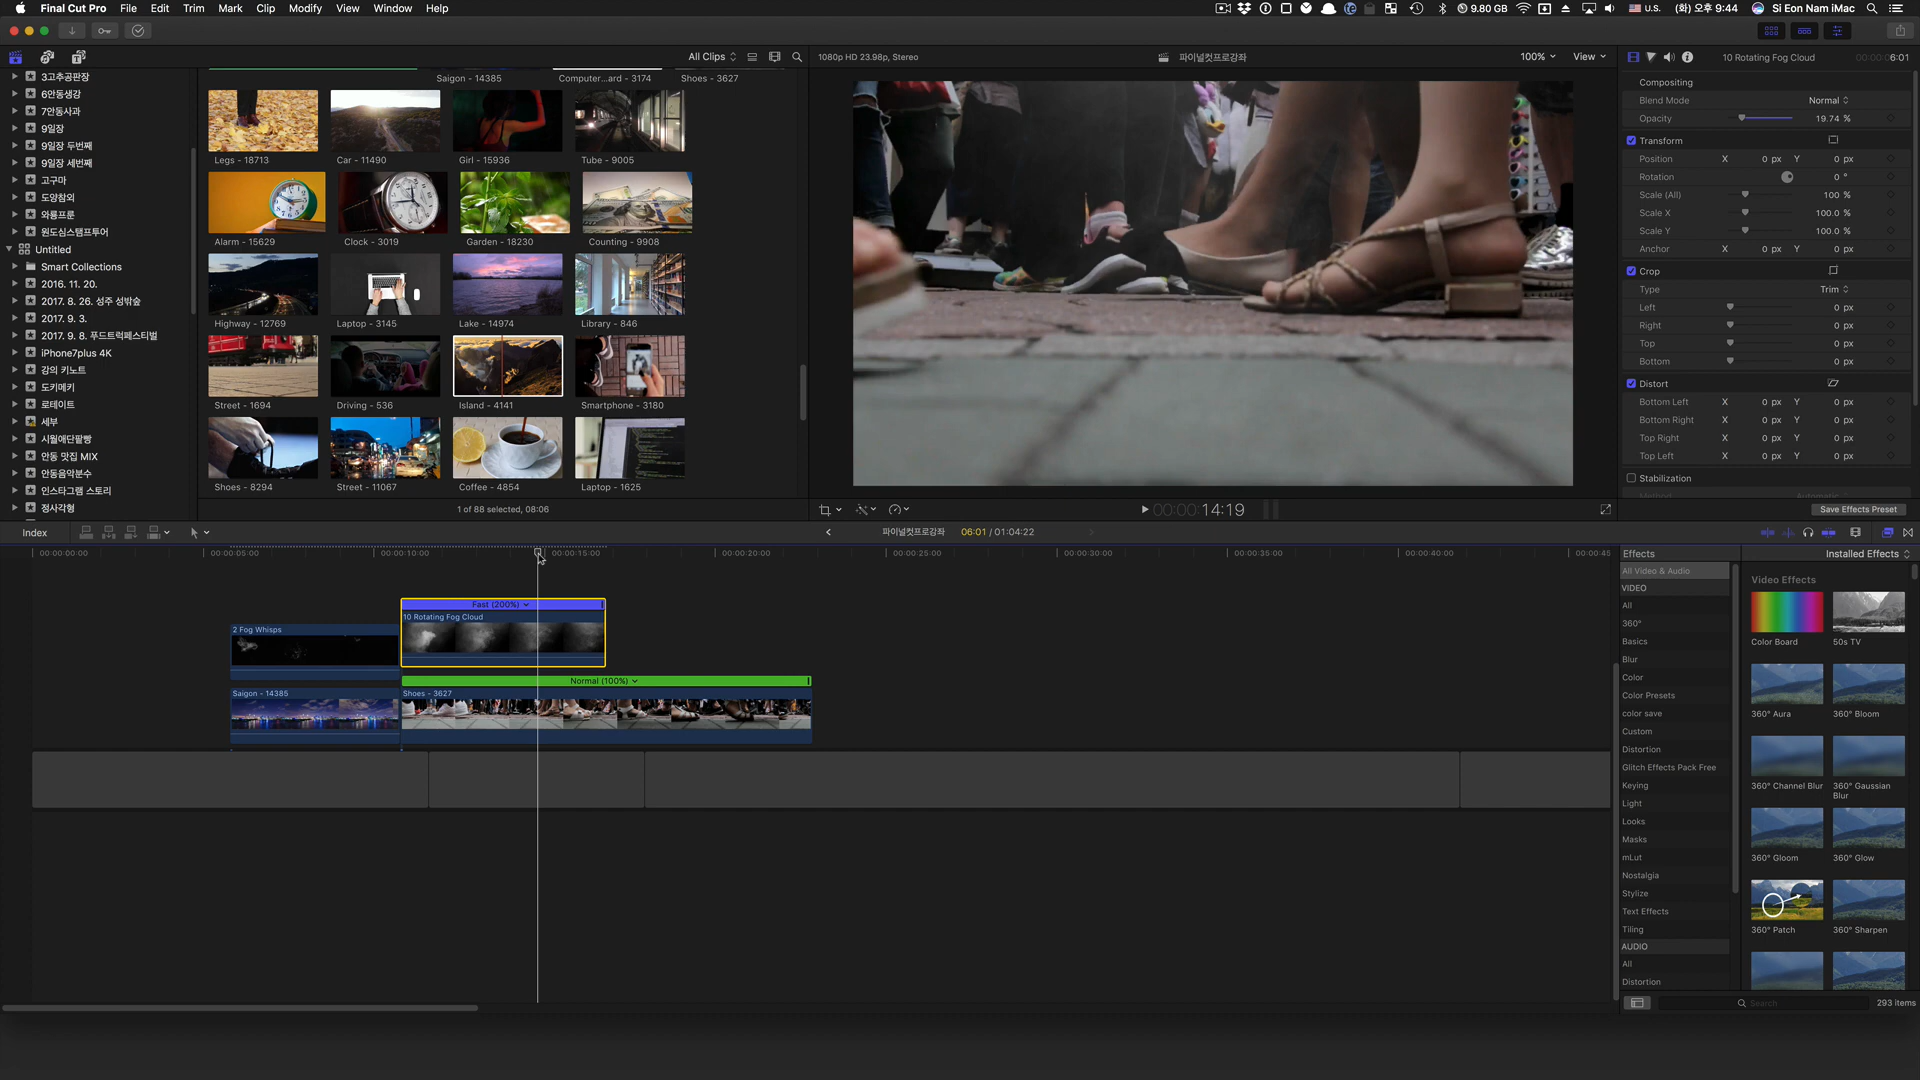 Final Cut Pro File Edit Trim Mark Clip Modify View Window Help
9.80 GB U.S. (화) 오후 9:44 Si Eon Nam iMac
All Clips
3고추공판장
6안동생강
7안동사과
9일장
9일장 두번째
9일장 세번째
고구마
도양참외
와룡프룬
원도심스탬프투어
Untitled
Smart Collections
2016. 11. 20.
2017. 8. 26. 성주 성밖숲
2017. 9. 3.
2017. 9. 8. 푸드트럭페스티벌
iPhone7plus 4K
강의 키노트
도키메키
로테이트
세부
시월애단팥빵
안동 맛집 MIX
안동음악분수
인스타그램 스토리
정사각형
Saigon - 14385 Computer...ard - 3174 Shoes - 3627
Legs - 18713 Car - 11490 Girl - 15936 Tube - 9005
Alarm - 15629 Clock - 3019 Garden - 18230 Counting - 9908
Highway - 12769 Laptop - 3145 Lake - 14974 Library - 846
Street - 1694 Driving - 536 Island - 4141 Smartphone - 3180
Shoes - 8294 Street - 11067 Coffee - 4854 Laptop - 1625
1 of 88 selected, 08:06
1080p HD 23.98p, Stereo 파이널컷프로강좌 100% View
00:00:00:14:19
10 Rotating Fog Cloud 00:00:00:6:01
Compositing
Blend Mode Normal
Opacity 19.74 %
Transform
Position X 0 px Y 0 px
Rotation 0 °
Scale (All) 100 %
Scale X 100.0 %
Scale Y 100.0 %
Anchor X 0 px Y 0 px
Crop
Type Trim
Left 0 px
Right 0 px
Top 0 px
Bottom 0 px
Distort
Bottom Left X 0 px Y 0 px
Bottom Right X 0 px Y 0 px
Top Right X 0 px Y 0 px
Top Left X 0 px Y 0 px
Stabilization
Method Automatic
Save Effects Preset
Index 파이널컷프로강좌 06:01 / 01:04:22
00:00:00:00 00:00:05:00 00:00:10:00 00:00:15:00 00:00:20:00 00:00:25:00 00:00:30:00 00:00:35:00 00:00:40:00 00:00:45
Fast (200%)
10 Rotating Fog Cloud
2 Fog Whisps
Normal (100%)
Saigon - 14385 Shoes - 3627
Effects Installed Effects
All Video & Audio
VIDEO
All
360°
Basics
Blur
Color
Color Presets
color save
Custom
Distortion
Glitch Effects Pack Free
Keying
Light
Looks
Masks
mLut
Nostalgia
Stylize
Text Effects
Tiling
AUDIO
All
Distortion
Video Effects
Color Board 50s TV
360° Aura 360° Bloom
360° Channel Blur 360° Gaussian Blur
360° Gloom 360° Glow
360° Patch 360° Sharpen
Search 293 items